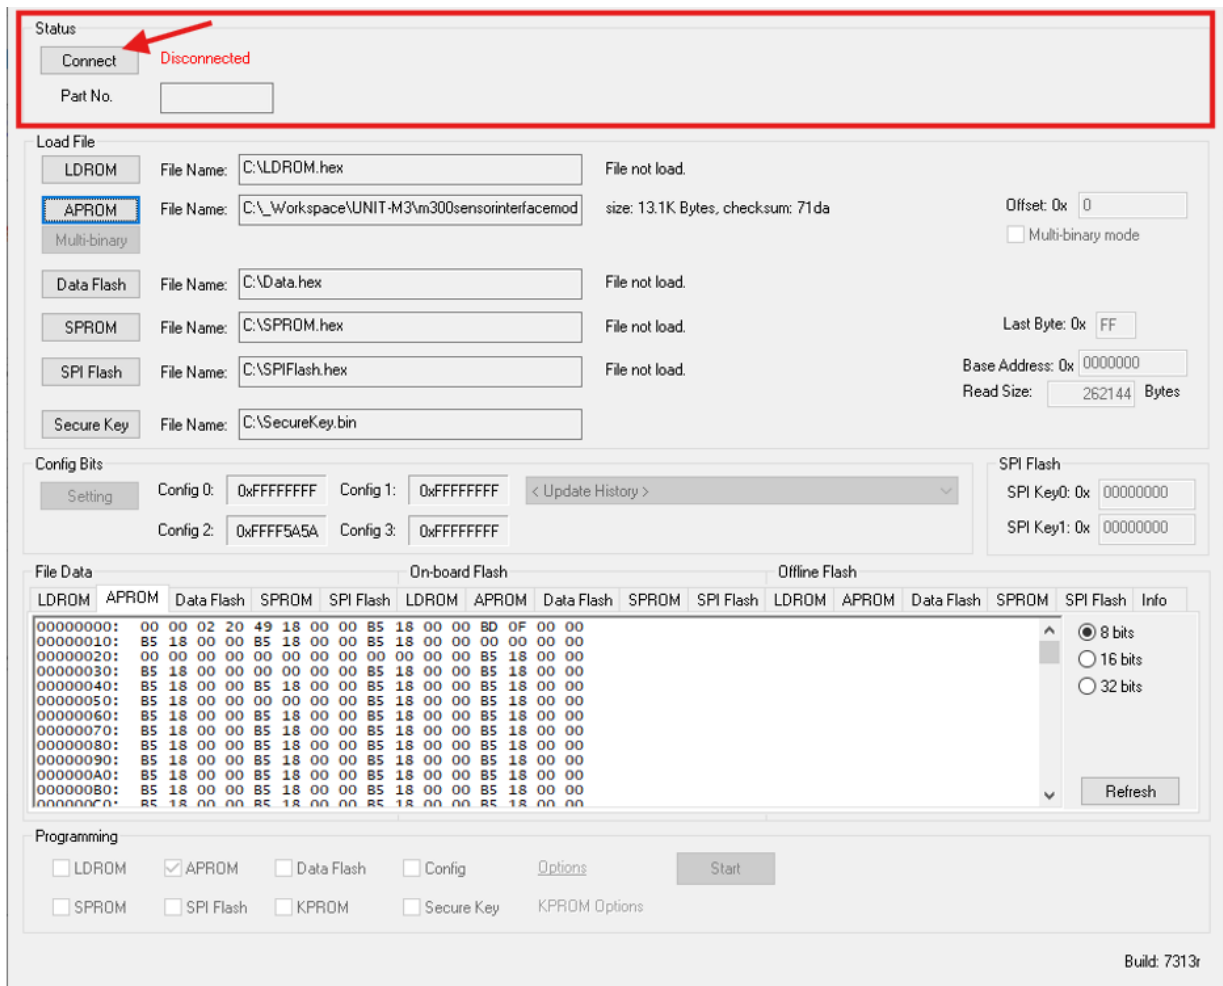 Status
Connect Disconnected
Part No.
Load File
LDROM File Name: C:\LDROM.hex File not load.
APROM File Name: C:\_Workspace\UNIT-M3\m300sensorinterfacemod size: 13.1K Bytes, checksum: 71da Offset: 0x 0
Multi-binary Multi-binary mode
Data Flash File Name: C:\Data.hex File not load.
SPROM File Name: C:\SPROM.hex File not load. Last Byte: 0x FF
SPI Flash File Name: C:\SPIFlash.hex File not load. Base Address: 0x 0000000
Read Size: 262144 Bytes
Secure Key File Name: C:\SecureKey.bin
Config Bits SPI Flash
Setting Config 0: 0xFFFFFFFF Config 1: 0xFFFFFFFF < Update History > SPI Key0: 0x 00000000
Config 2: 0xFFFF5A5A Config 3: 0xFFFFFFFF SPI Key1: 0x 00000000
File Data On-board Flash Offline Flash
LDROM APROM Data Flash SPROM SPI Flash LDROM APROM Data Flash SPROM SPI Flash LDROM APROM Data Flash SPROM SPI Flash Info
00000000: 00 00 02 20 49 18 00 00 B5 18 00 00 BD 0F 00 00 8 bits
00000010: B5 18 00 00 B5 18 00 00 B5 18 00 00 00 00 00 00
00000020: 00 00 00 00 00 00 00 00 00 00 00 00 B5 18 00 00 16 bits
00000030: B5 18 00 00 00 00 00 00 B5 18 00 00 B5 18 00 00
00000040: B5 18 00 00 B5 18 00 00 B5 18 00 00 B5 18 00 00 32 bits
00000050: B5 18 00 00 00 00 00 00 B5 18 00 00 B5 18 00 00
00000060: B5 18 00 00 B5 18 00 00 B5 18 00 00 B5 18 00 00
00000070: B5 18 00 00 B5 18 00 00 B5 18 00 00 B5 18 00 00
00000080: B5 18 00 00 B5 18 00 00 B5 18 00 00 B5 18 00 00
00000090: B5 18 00 00 B5 18 00 00 B5 18 00 00 B5 18 00 00
000000A0: B5 18 00 00 B5 18 00 00 B5 18 00 00 B5 18 00 00
000000B0: B5 18 00 00 B5 18 00 00 B5 18 00 00 B5 18 00 00 Refresh
000000C0: B5 18 00 00 B5 18 00 00 B5 18 00 00 B5 18 00 00
Programming
LDROM APROM Data Flash Config Options Start
SPROM SPI Flash KPROM Secure Key KPROM Options
Build: 7313r